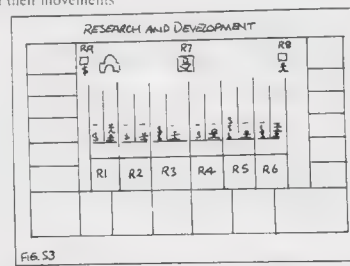 their movements
RESEARCH AND DEVELOPMENT
R9 R7 R8
R1 R2 R3 R4 R5 R6
FIG. S3